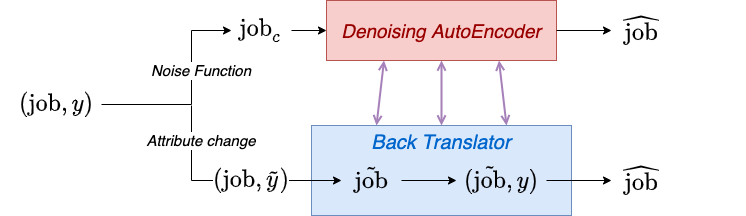 job_c
Denoising AutoEncoder
\widehat{job}
Noise Function
(job, y)
Attribute change
Back Translator
(job, ỹ)
\tilde{job}
(\tilde{job}, y)
\widehat{job}